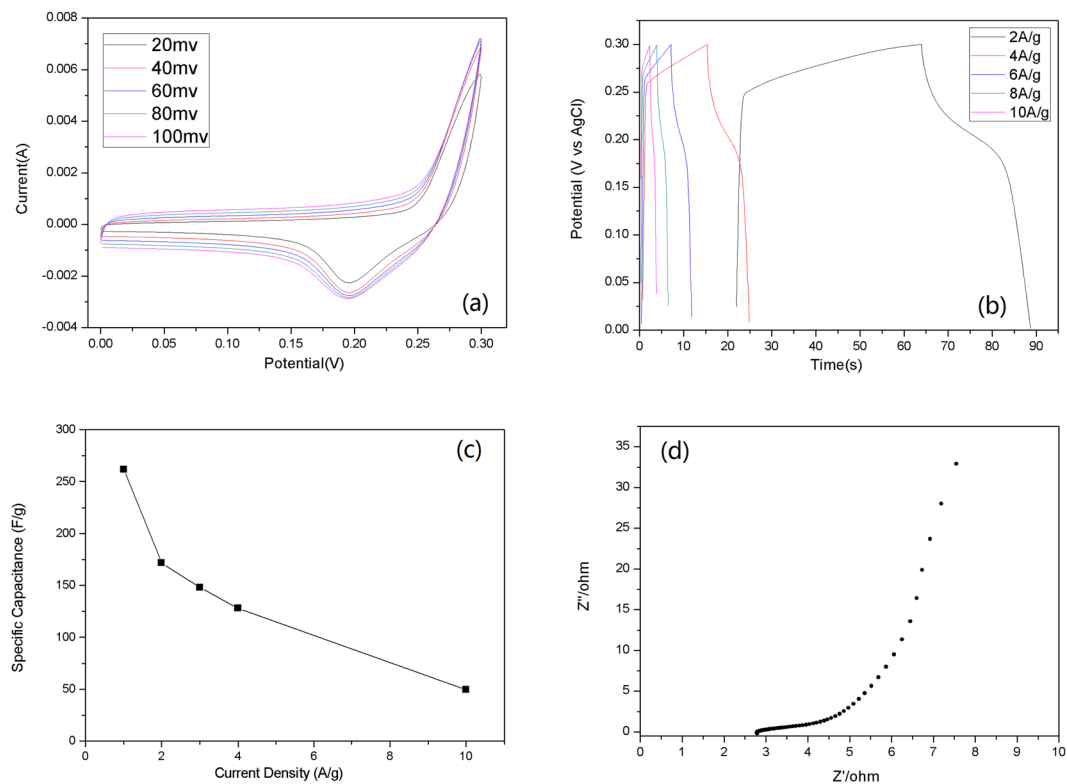 0.008
0.006
0.004
0.002
0.000
-0.002
-0.004
Current(A)
20mv
40mv
60mv
80mv
100mv
(a)
0.00 0.05 0.10 0.15 0.20 0.25 0.30
Potential(V)
0.30
0.25
0.20
0.15
0.10
0.05
0.00
Potential (V vs AgCl)
2A/g
4A/g
6A/g
8A/g
10A/g
(b)
0 10 20 30 40 50 60 70 80 90
Time(s)
300
250
200
150
100
50
0
Specific Capacitance (F/g)
(c)
0 2 4 6 8 10
Current Density (A/g)
35
30
25
20
15
10
5
0
Z''/ohm
(d)
0 1 2 3 4 5 6 7 8 9 10
Z'/ohm